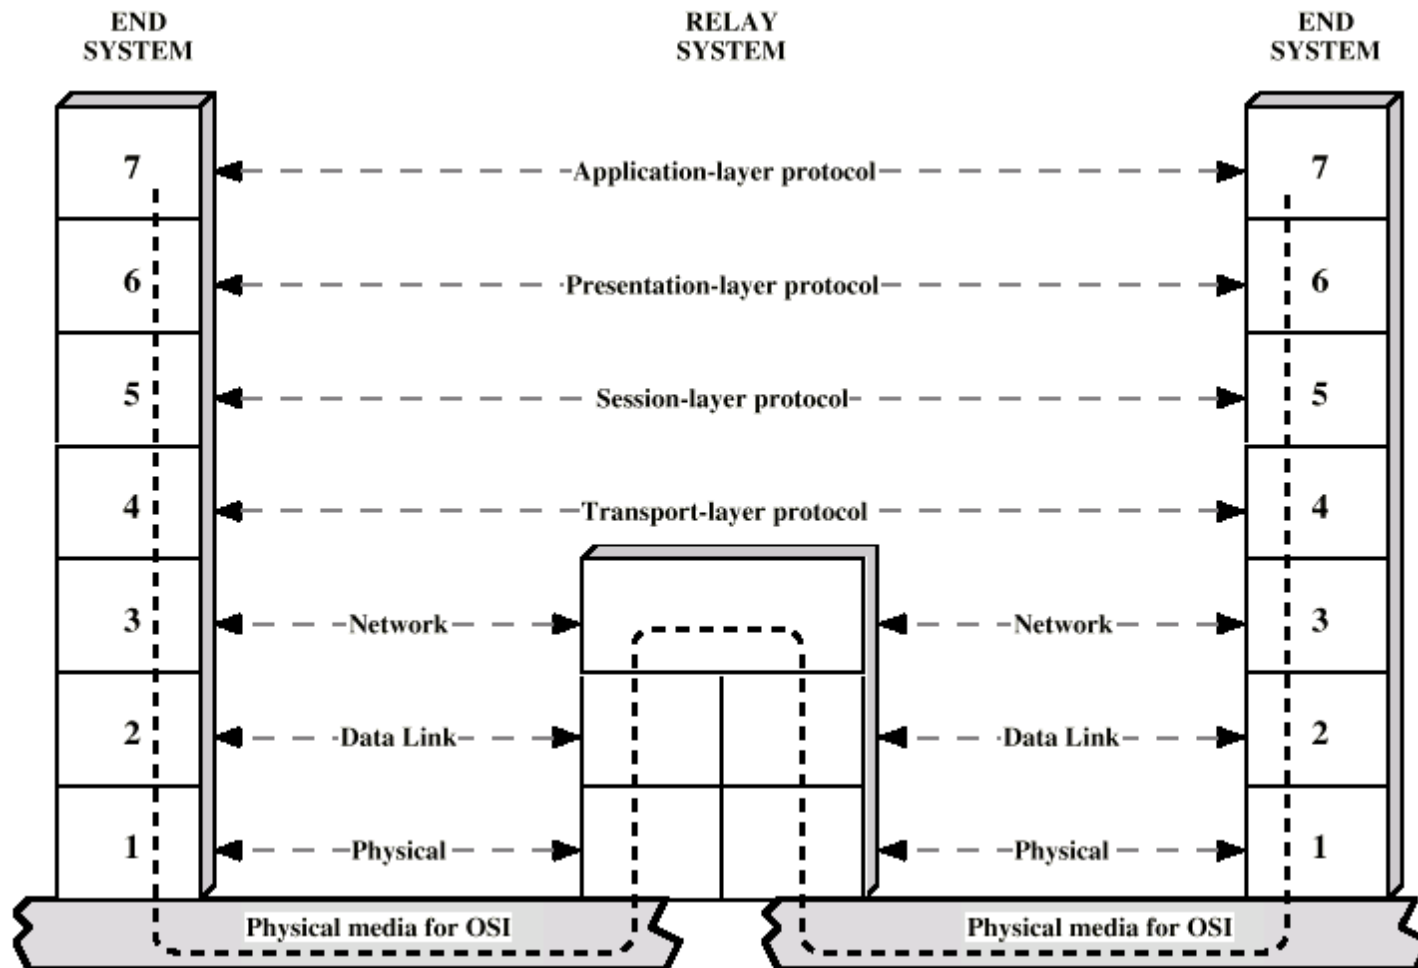 END
SYSTEM
RELAY
SYSTEM
END
SYSTEM
7
Application-layer protocol
7
6
Presentation-layer protocol
6
5
Session-layer protocol
5
4
Transport-layer protocol
4
3
Network
Network
3
2
Data Link
Data Link
2
1
Physical
Physical
1
Physical media for OSI
Physical media for OSI